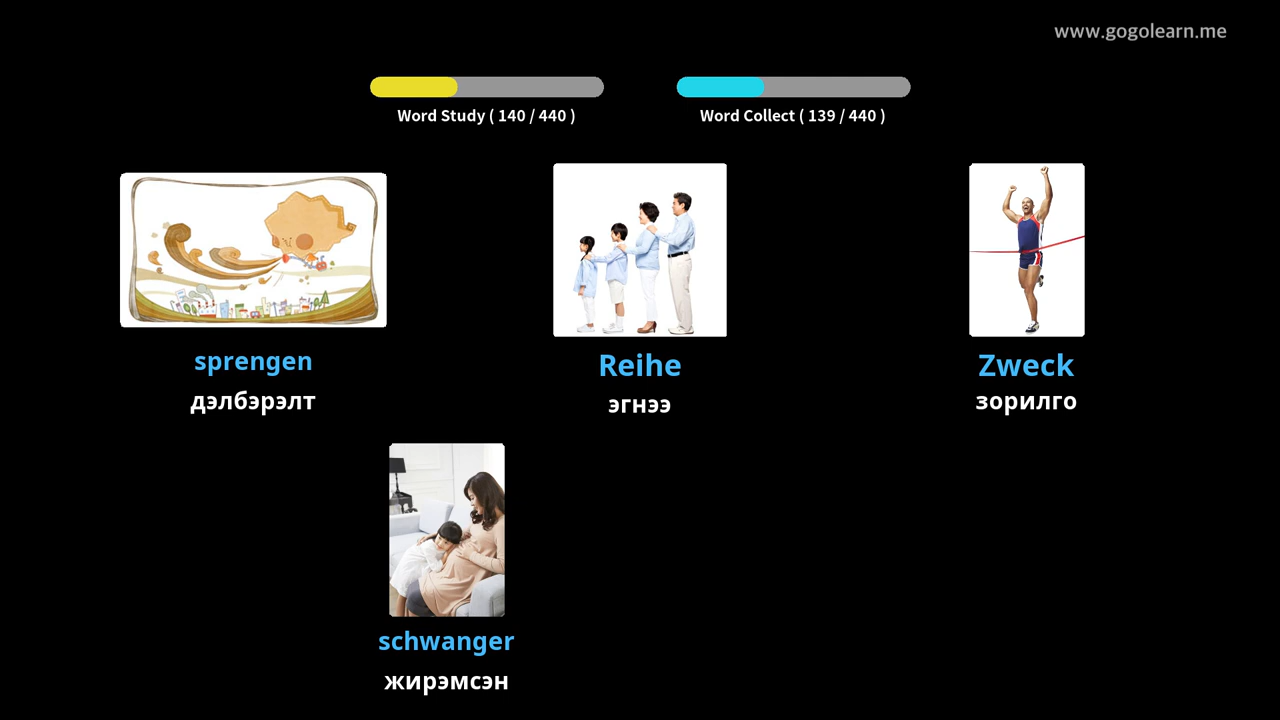 www.gogolearn.me
Word Study ( 140 / 440 )
Word Collect ( 139 / 440 )
sprengen
дэлбэрэлт
Reihe
эгнээ
Zweck
зорилго
schwanger
жирэмсэн